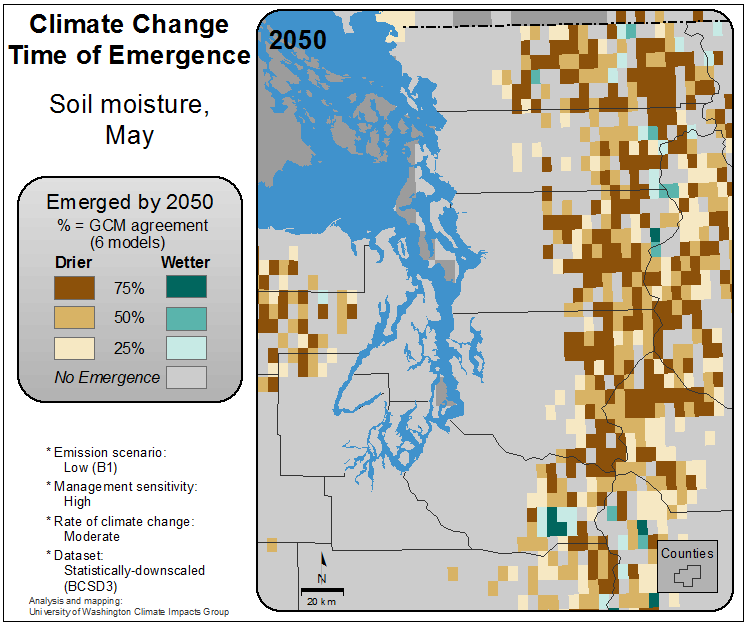 Climate Change
Time of Emergence
Soil moisture,
May
Emerged by 2050
% = GCM agreement
(6 models)
Drier Wetter
75%
50%
25%
No Emergence
* Emission scenario:
Low (B1)
* Management sensitivity:
High
* Rate of climate change:
Moderate
* Dataset:
Statistically-downscaled
(BCSD3)
Analysis and mapping:
University of Washington Climate Impacts Group
2050
N
20 km
Counties